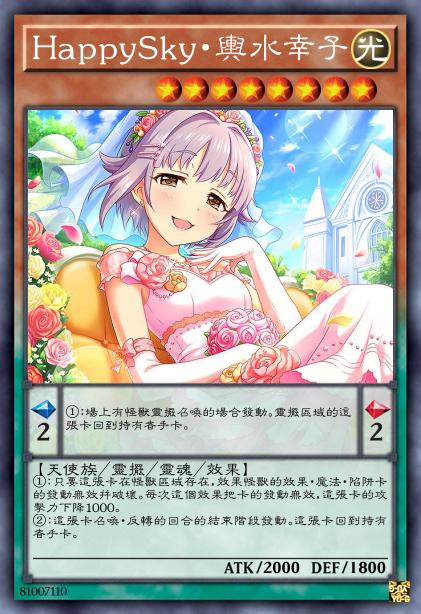 HappySky・輿水幸子
光
①:場上有怪獸靈擺召喚的場合發動。靈擺區域的這
張卡回到持有者手卡。
2
2
【天使族／靈擺／靈魂／效果】
①:只要這張卡在怪獸區域存在,效果怪獸的效果・魔法・陷阱卡
的發動無效并破壞。每次這個效果把卡的發動無效,這張卡的攻
擊力下降1000。
②:這張卡召喚・反轉的回合的結束階段發動。這張卡回到持有
者手卡。
ATK/2000 DEF/1800
81007110